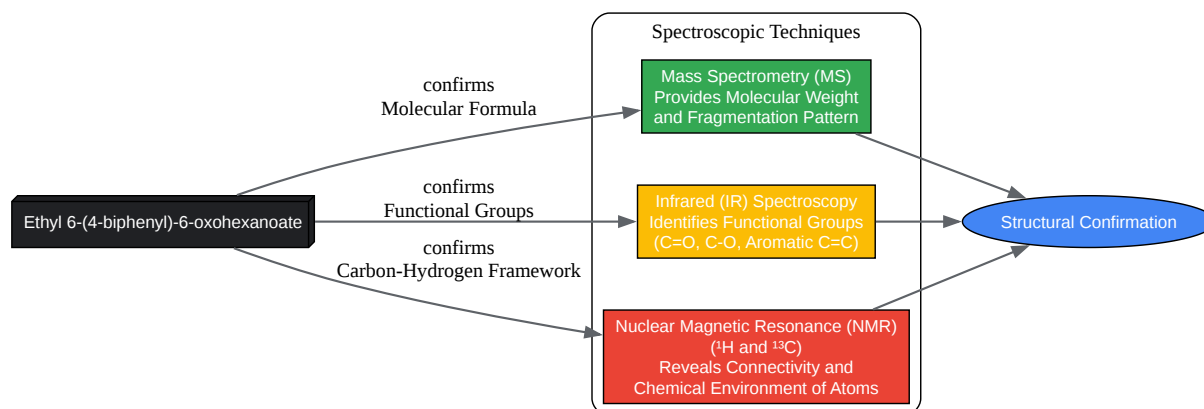 Spectroscopic Techniques
Mass Spectrometry (MS)
Provides Molecular Weight
and Fragmentation Pattern
confirms
Molecular Formula
Ethyl 6-(4-biphenyl)-6-oxohexanoate
confirms
Functional Groups
Infrared (IR) Spectroscopy
Identifies Functional Groups
(C=O, C-O, Aromatic C=C)
Structural Confirmation
confirms
Carbon-Hydrogen Framework
Nuclear Magnetic Resonance (NMR)
(¹H and ¹³C)
Reveals Connectivity and
Chemical Environment of Atoms